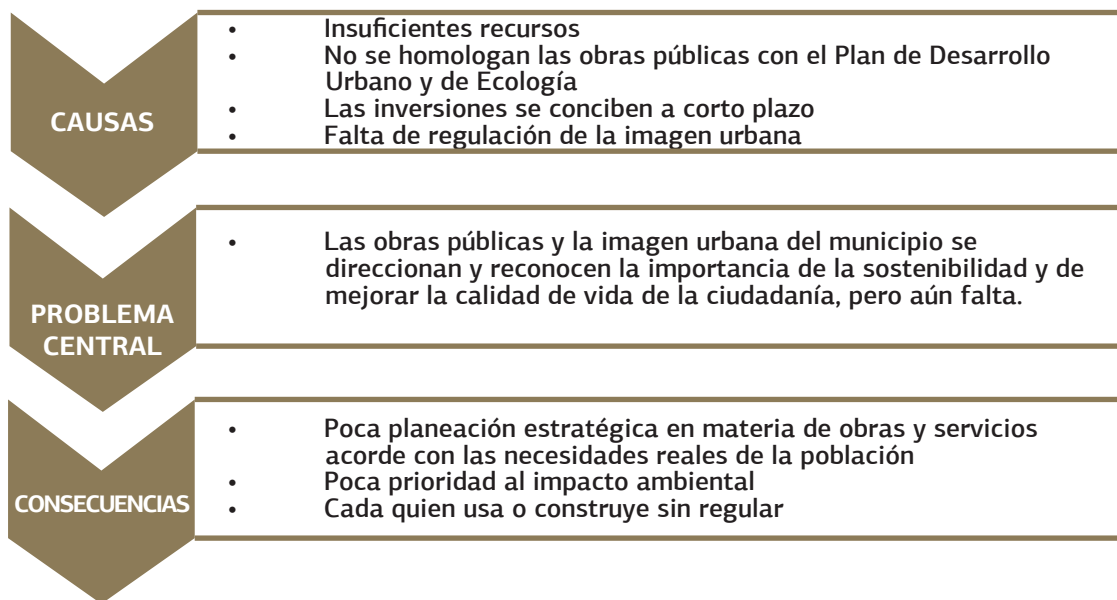 CAUSAS
• Insuficientes recursos
• No se homologan las obras públicas con el Plan de Desarrollo
Urbano y de Ecología
• Las inversiones se conciben a corto plazo
• Falta de regulación de la imagen urbana
PROBLEMA
CENTRAL
• Las obras públicas y la imagen urbana del municipio se
direccionan y reconocen la importancia de la sostenibilidad y de
mejorar la calidad de vida de la ciudadanía, pero aún falta.
CONSECUENCIAS
• Poca planeación estratégica en materia de obras y servicios
acorde con las necesidades reales de la población
• Poca prioridad al impacto ambiental
• Cada quien usa o construye sin regular